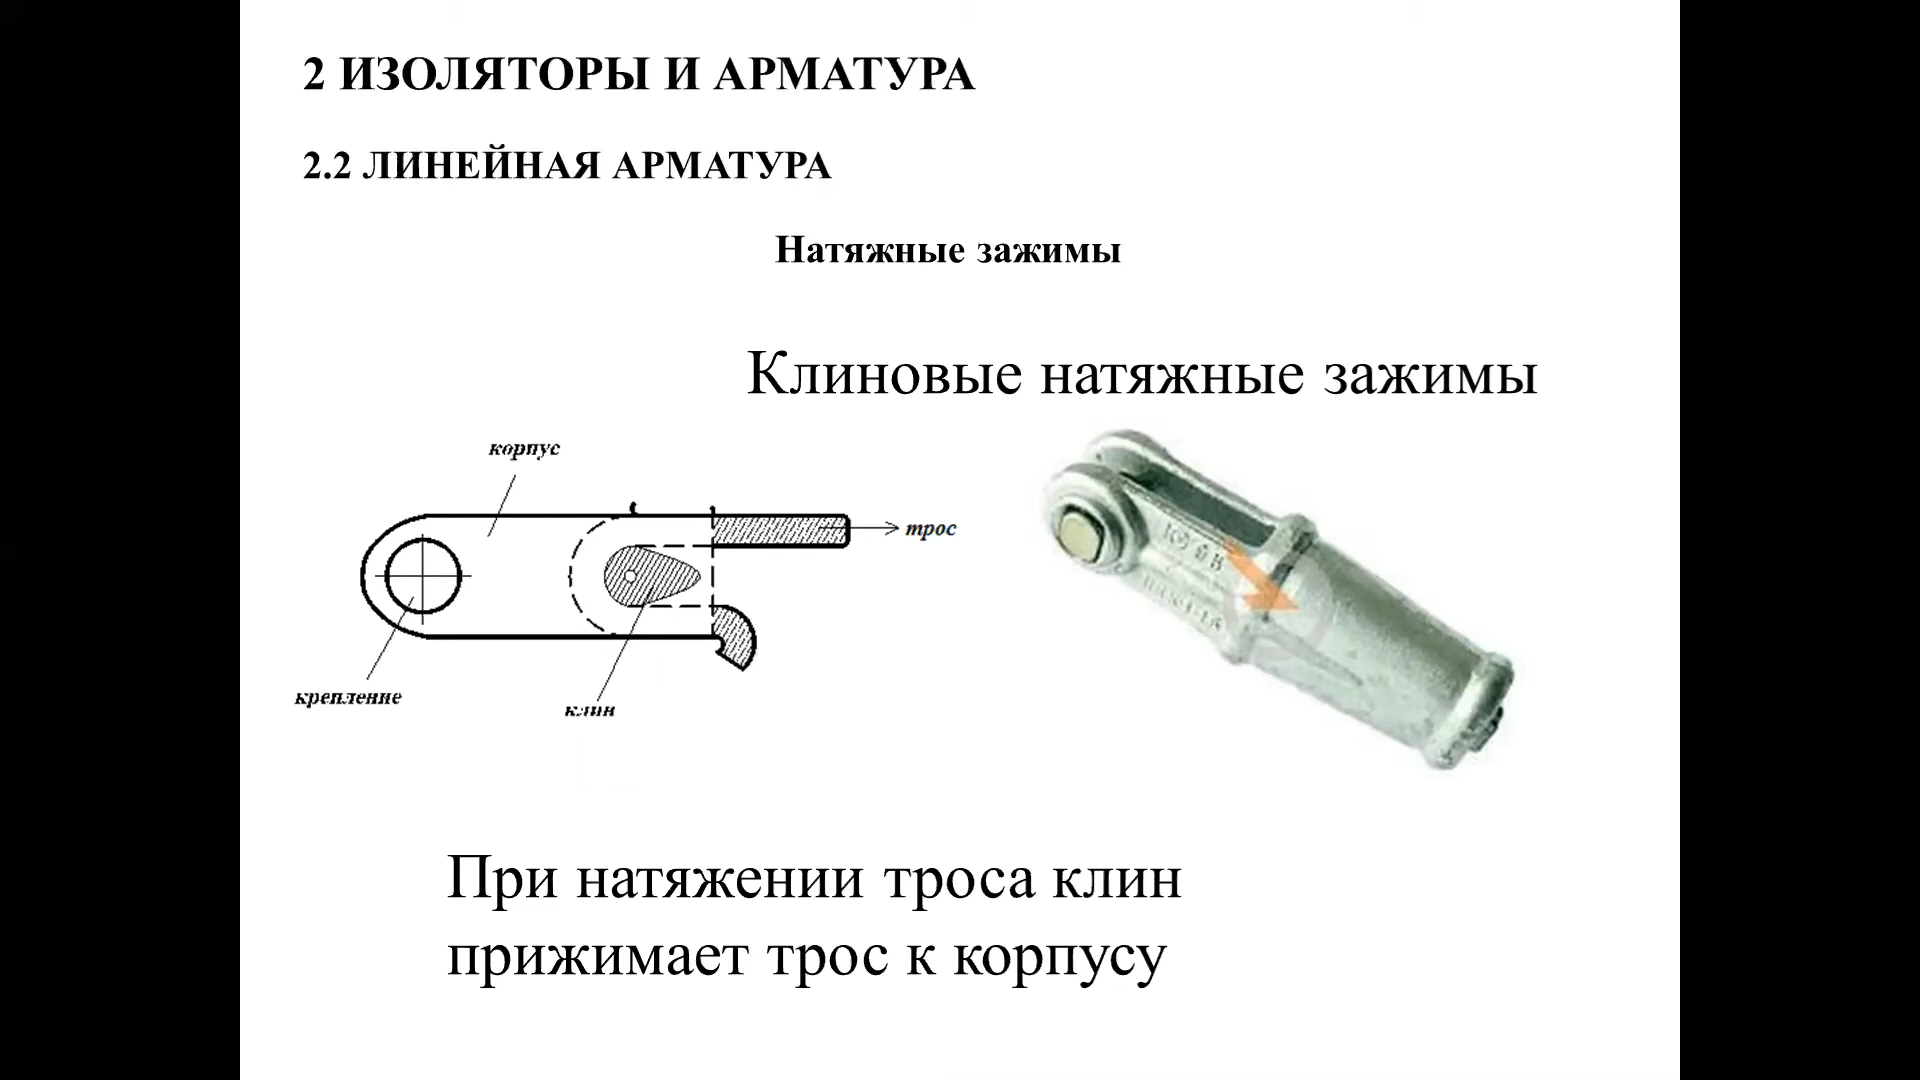 2 ИЗОЛЯТОРЫ И АРМАТУРА
2.2 ЛИНЕЙНАЯ АРМАТУРА
Натяжные зажимы
Клиновые натяжные зажимы
корпус
трос
крепление
клин
При натяжении троса клин
прижимает трос к корпусу